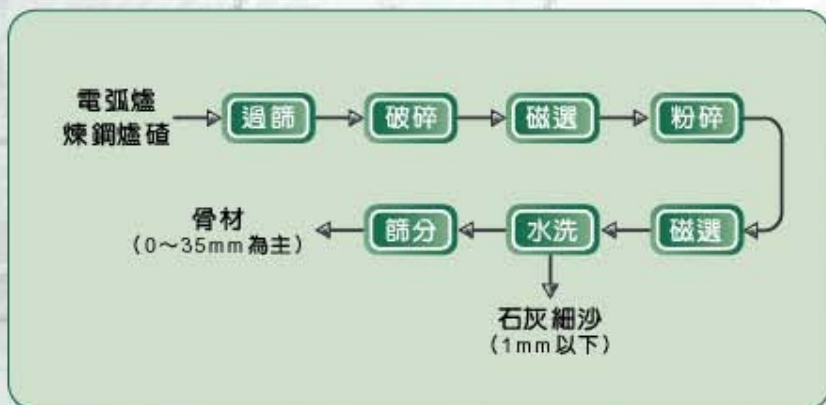 電弧爐
煉鋼爐碴
過篩
破碎
磁選
粉碎
磁選
水洗
篩分
骨材
(0～35mm為主)
石灰細沙
(1mm以下)